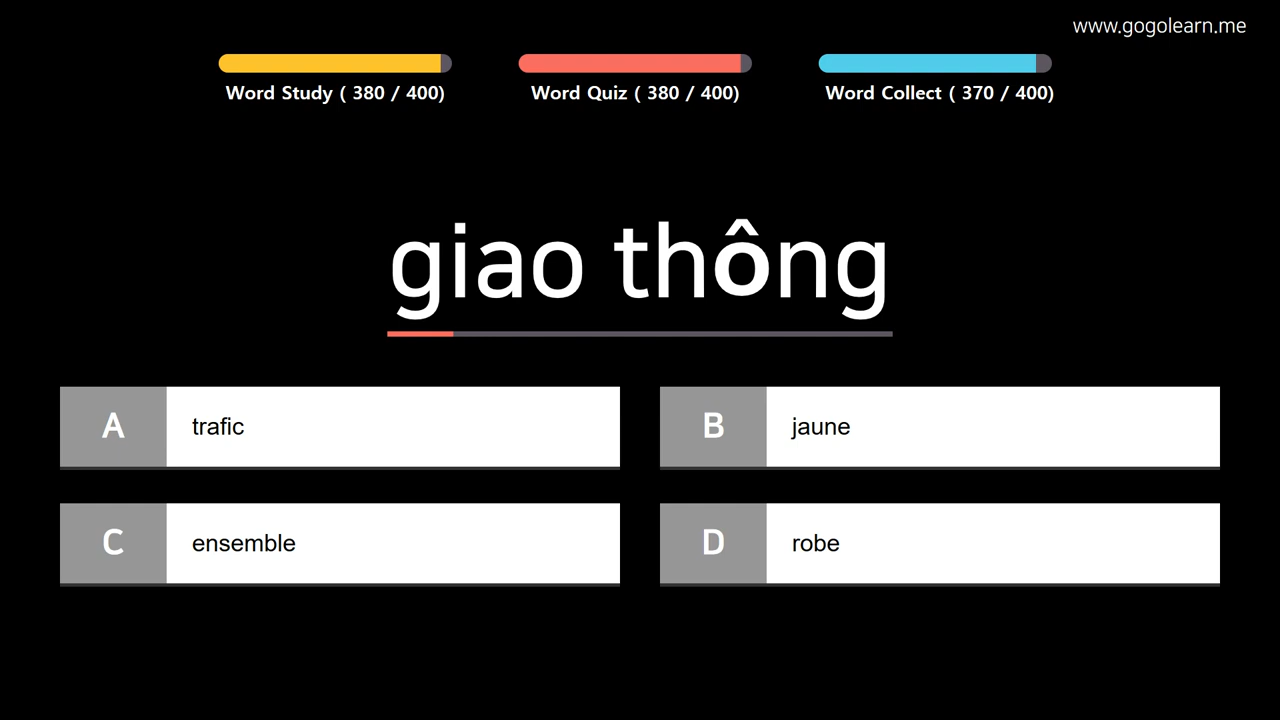 www.gogolearn.me
Word Study ( 380 / 400)
Word Quiz ( 380 / 400)
Word Collect ( 370 / 400)
giao thông
A trafic
B jaune
C ensemble
D robe